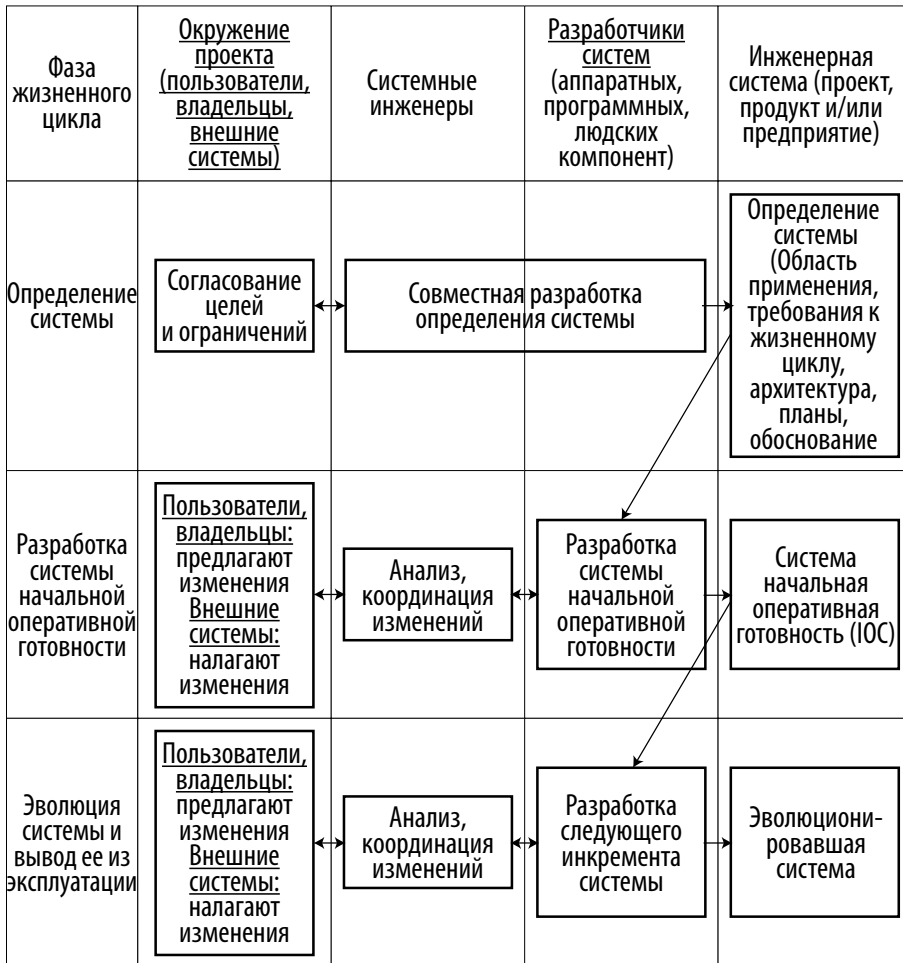 Фаза
жизненного
цикла
Окружение
проекта
(пользователи,
владельцы,
внешние
системы)
Системные
инженеры
Разработчики
систем
(аппаратных,
программных,
людских
компонент)
Инженерная
система (проект,
продукт и/или
предприятие)
Определение
системы
Согласование
целей
и ограничений
Совместная разработка
определения системы
Определение
системы
(Область
применения,
требования к
жизненному
циклу,
архитектура,
планы,
обоснование
Разработка
системы
начальной
оперативной
готовности
Пользователи,
владельцы:
предлагают
изменения
Внешние
системы:
налагают
изменения
Анализ,
координация
изменений
Разработка
системы
начальной
оперативной
готовности
Система
начальная
оперативная
готовность (IOC)
Эволюция
системы и
вывод ее из
эксплуатации
Пользователи,
владельцы:
предлагают
изменения
Внешние
системы:
налагают
изменения
Анализ,
координация
изменений
Разработка
следующего
инкремента
системы
Эволюциони-
ровавшая
система